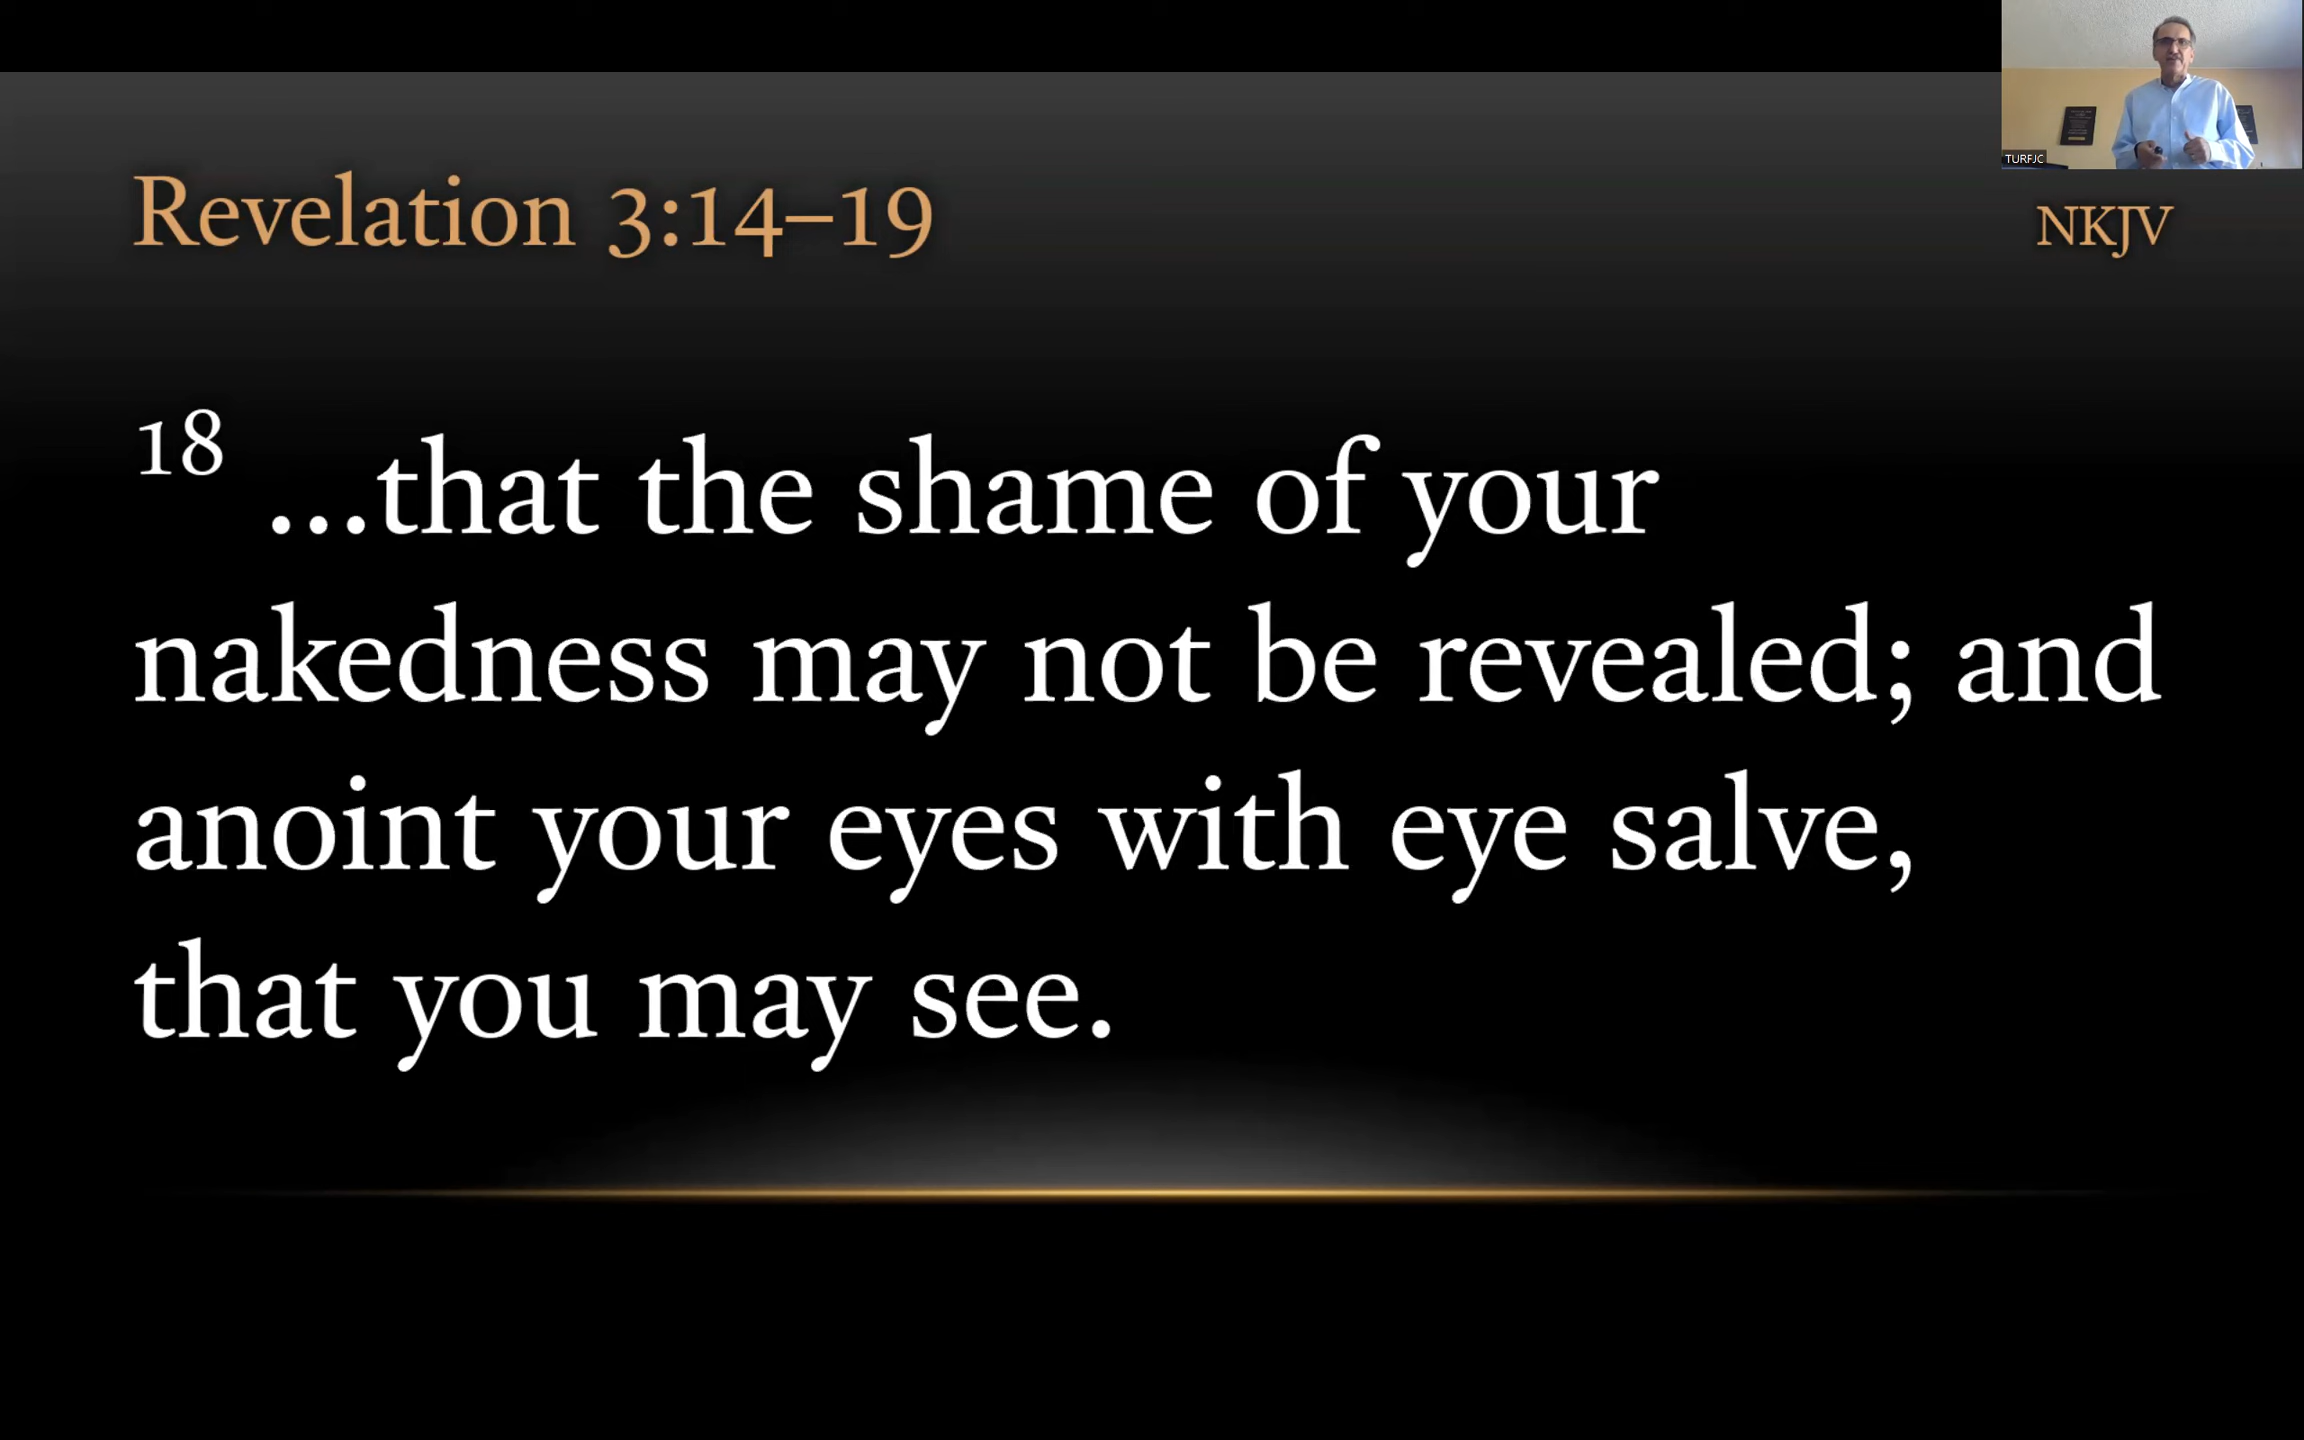 TURFJC
Revelation 3:14–19
NKJV
18 ...that the shame of your
nakedness may not be revealed; and
anoint your eyes with eye salve,
that you may see.